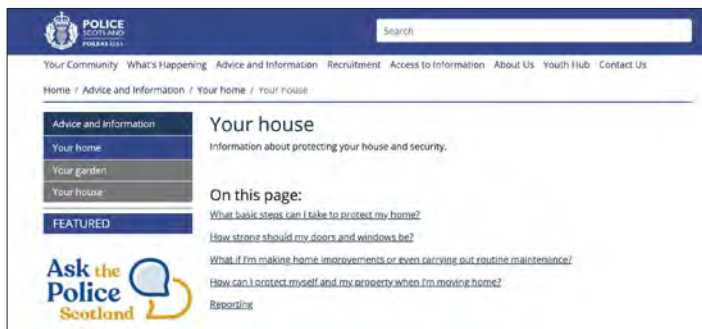 POLICE
SCOTLAND
POILEAS ALBA
Search
Your Community What's Happening Advice and Information Recruitment Access to Information About Us Youth Hub Contact Us
Home / Advice and Information / Your home / Your house
Advice and Information
Your home
Your garden
Your house
FEATURED
Ask the
Police
Scotland
Your house
Information about protecting your house and security.
On this page:
What basic steps can I take to protect my home?
How strong should my doors and windows be?
What if I'm making home improvements or even carrying out routine maintenance?
How can I protect myself and my property when I'm moving home?
Reporting